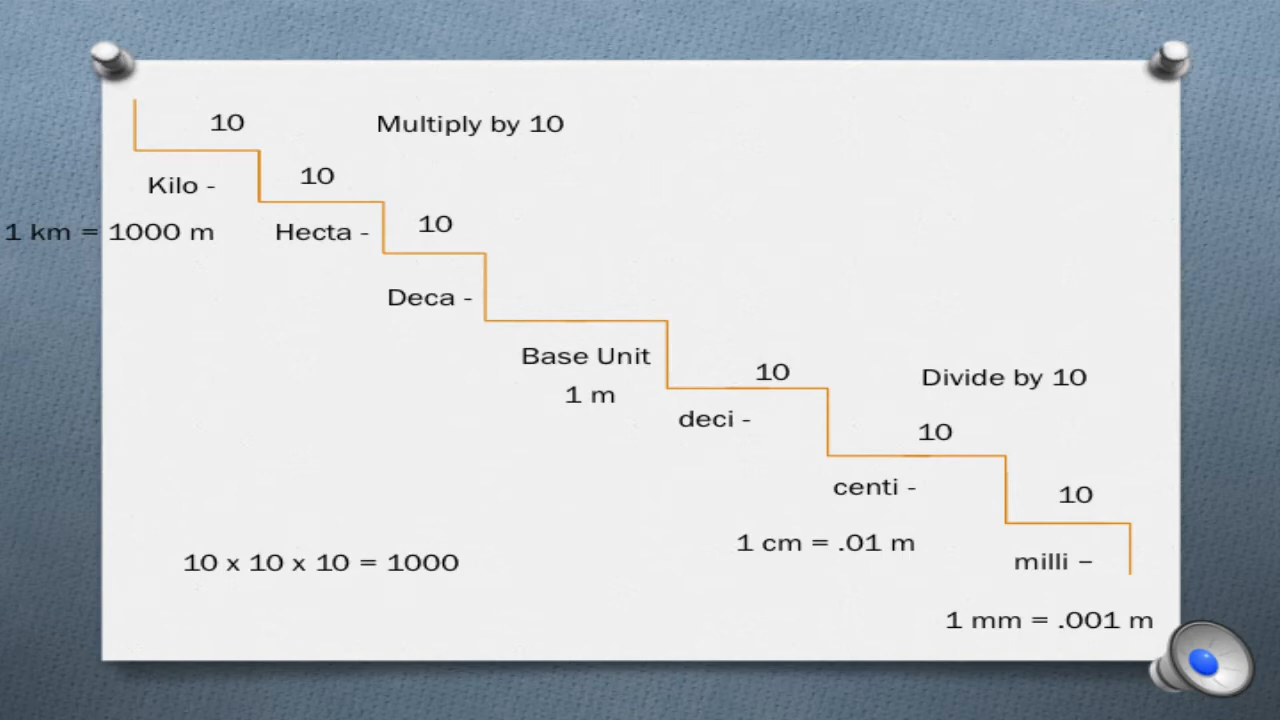 10
Multiply by 10
Kilo -
10
1 km = 1000 m
Hecta -
10
Deca -
Base Unit
1 m
10
Divide by 10
deci -
10
centi -
10
1 cm = .01 m
10 x 10 x 10 = 1000
milli –
1 mm = .001 m